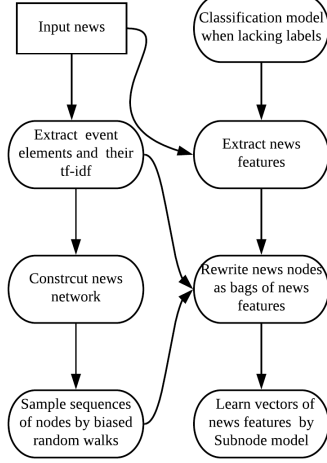 Input news
Extract event
elements and their
tf-idf
Constrcut news
network
Sample sequences
of nodes by biased
random walks
Classification model
when lacking labels
Extract news
features
Rewrite news nodes
as bags of news
features
Learn vectors of
news features by
Subnode model